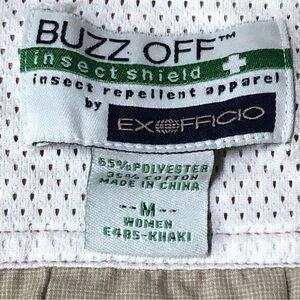 BUZZ OFF™
insect shield
insect repellent apparel
by
EXOFFICIO
65% POLYESTER
35% COTTON
MADE IN CHINA
--M--
WOMEN
E485-KHAKI